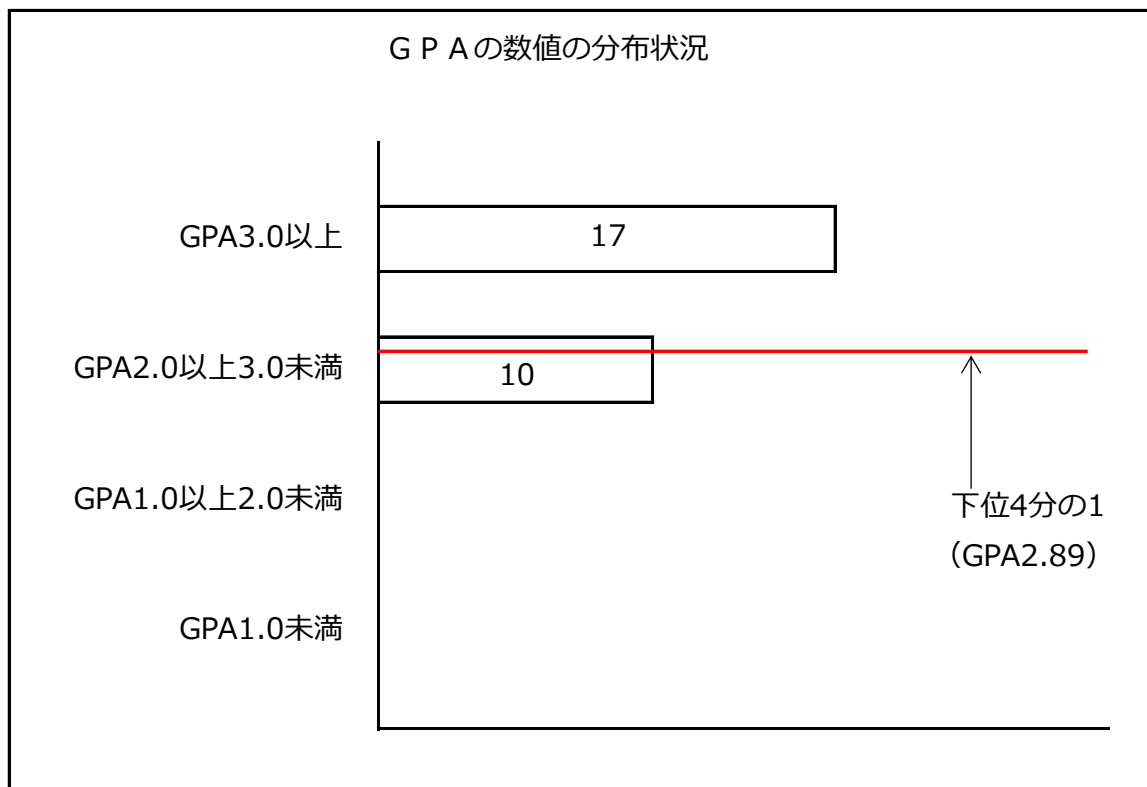 ＧＰＡの数値の分布状況
GPA3.0以上
17
GPA2.0以上3.0未満
10
GPA1.0以上2.0未満
下位4分の1
（GPA2.89）
GPA1.0未満